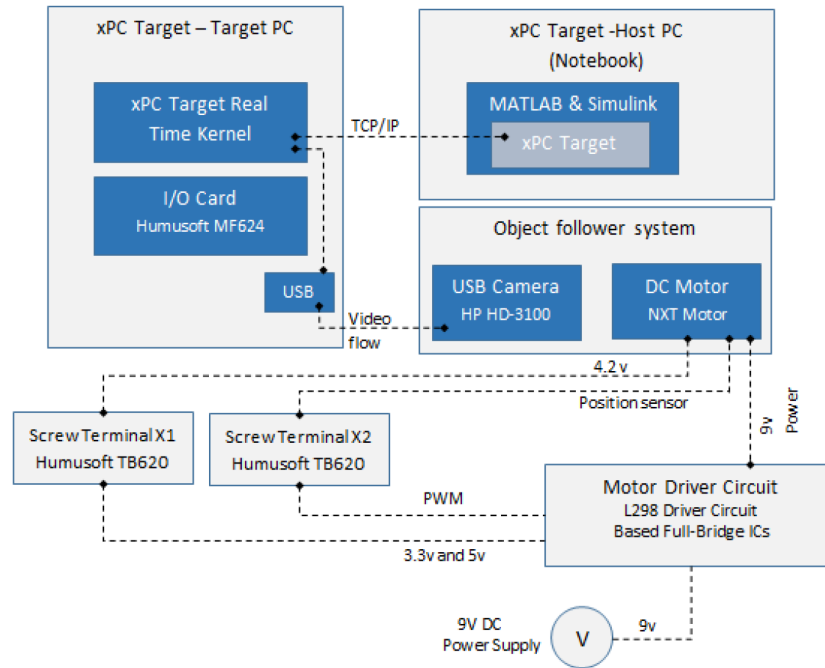 xPC Target – Target PC
xPC Target Real
Time Kernel
I/O Card
Humusoft MF624
USB
TCP/IP
xPC Target -Host PC
(Notebook)
MATLAB & Simulink
xPC Target
Object follower system
USB Camera
HP HD-3100
DC Motor
NXT Motor
Video
flow
4.2 v
Position sensor
9v
Power
Screw Terminal X1
Humusoft TB620
Screw Terminal X2
Humusoft TB620
PWM
3.3v and 5v
Motor Driver Circuit
L298 Driver Circuit
Based Full-Bridge ICs
9V DC
Power Supply
V
9v